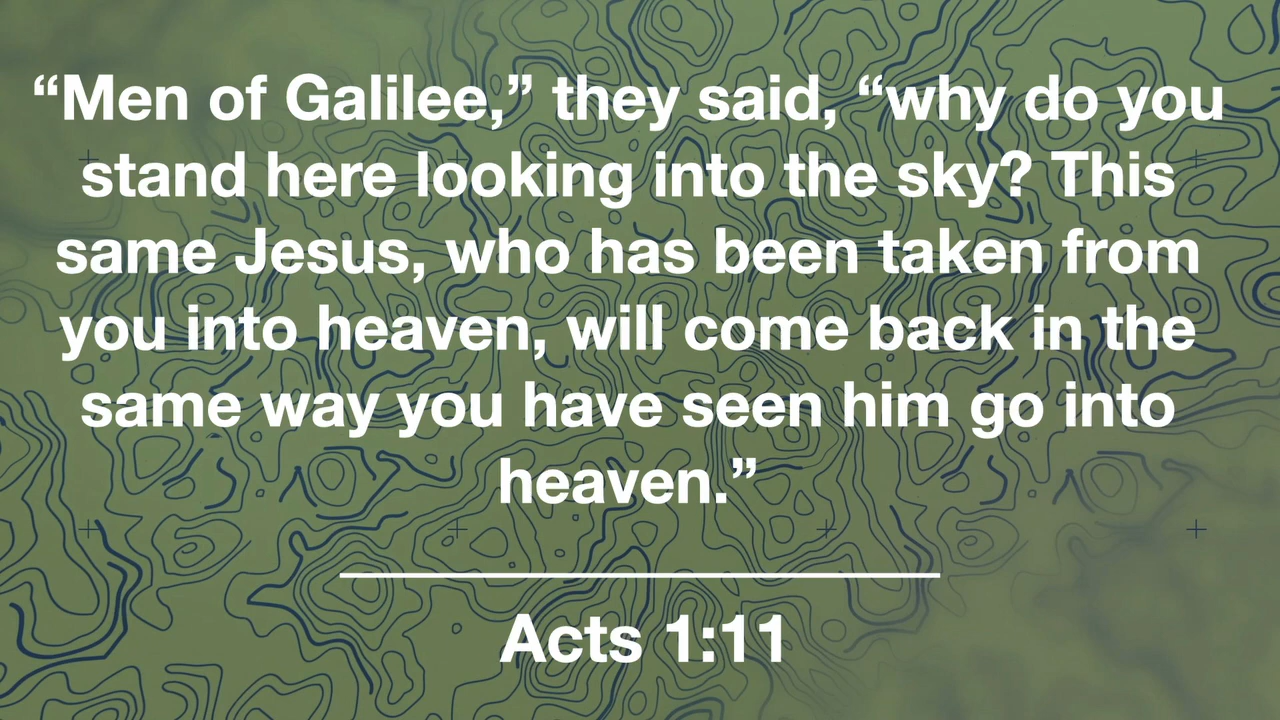 “Men of Galilee,” they said, “why do you
stand here looking into the sky? This
same Jesus, who has been taken from
you into heaven, will come back in the
same way you have seen him go into
heaven.”
Acts 1:11